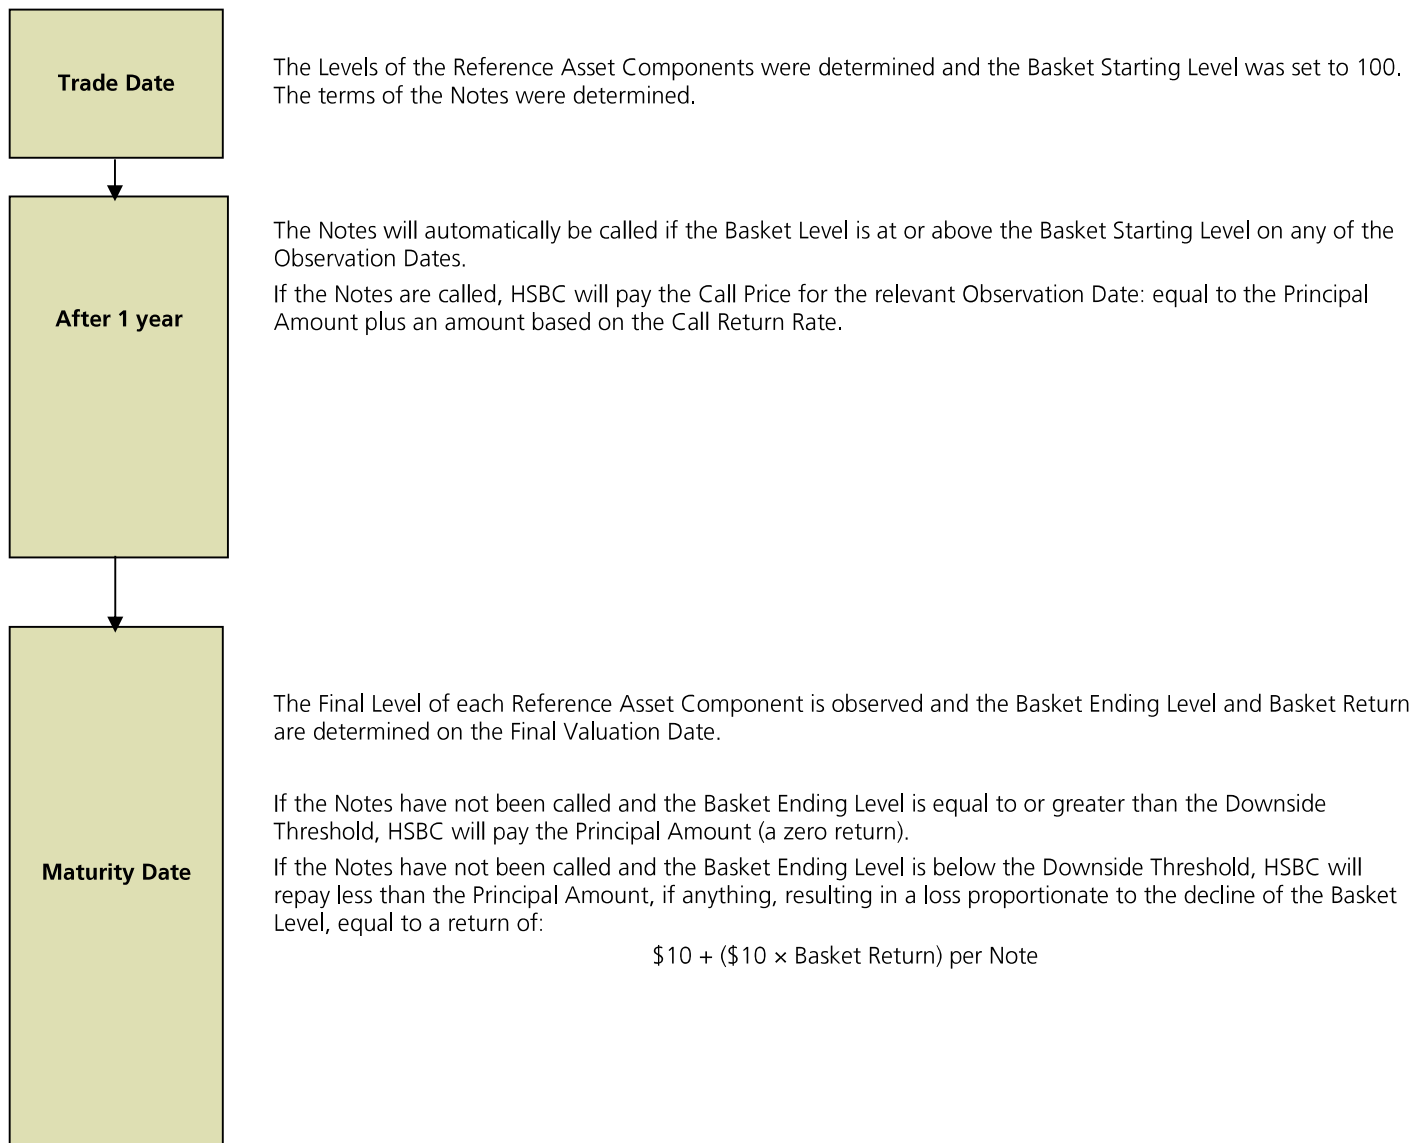 Trade Date
The Levels of the Reference Asset Components were determined and the Basket Starting Level was set to 100.
The terms of the Notes were determined.
After 1 year
The Notes will automatically be called if the Basket Level is at or above the Basket Starting Level on any of the
Observation Dates.
If the Notes are called, HSBC will pay the Call Price for the relevant Observation Date: equal to the Principal
Amount plus an amount based on the Call Return Rate.
Maturity Date
The Final Level of each Reference Asset Component is observed and the Basket Ending Level and Basket Return
are determined on the Final Valuation Date.
If the Notes have not been called and the Basket Ending Level is equal to or greater than the Downside
Threshold, HSBC will pay the Principal Amount (a zero return).
If the Notes have not been called and the Basket Ending Level is below the Downside Threshold, HSBC will
repay less than the Principal Amount, if anything, resulting in a loss proportionate to the decline of the Basket
Level, equal to a return of:
$10 + ($10 × Basket Return) per Note